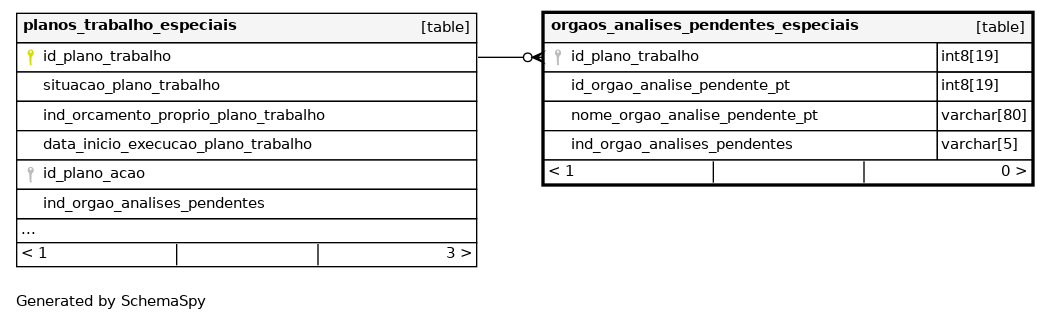 planos_trabalho_especiais [table]
id_plano_trabalho
situacao_plano_trabalho
ind_orcamento_proprio_plano_trabalho
data_inicio_execucao_plano_trabalho
id_plano_acao
ind_orgao_analises_pendentes
...
< 1 3 >
orgaos_analises_pendentes_especiais [table]
id_plano_trabalho int8[19]
id_orgao_analise_pendente_pt int8[19]
nome_orgao_analise_pendente_pt varchar[80]
ind_orgao_analises_pendentes varchar[5]
< 1 0 >
Generated by SchemaSpy